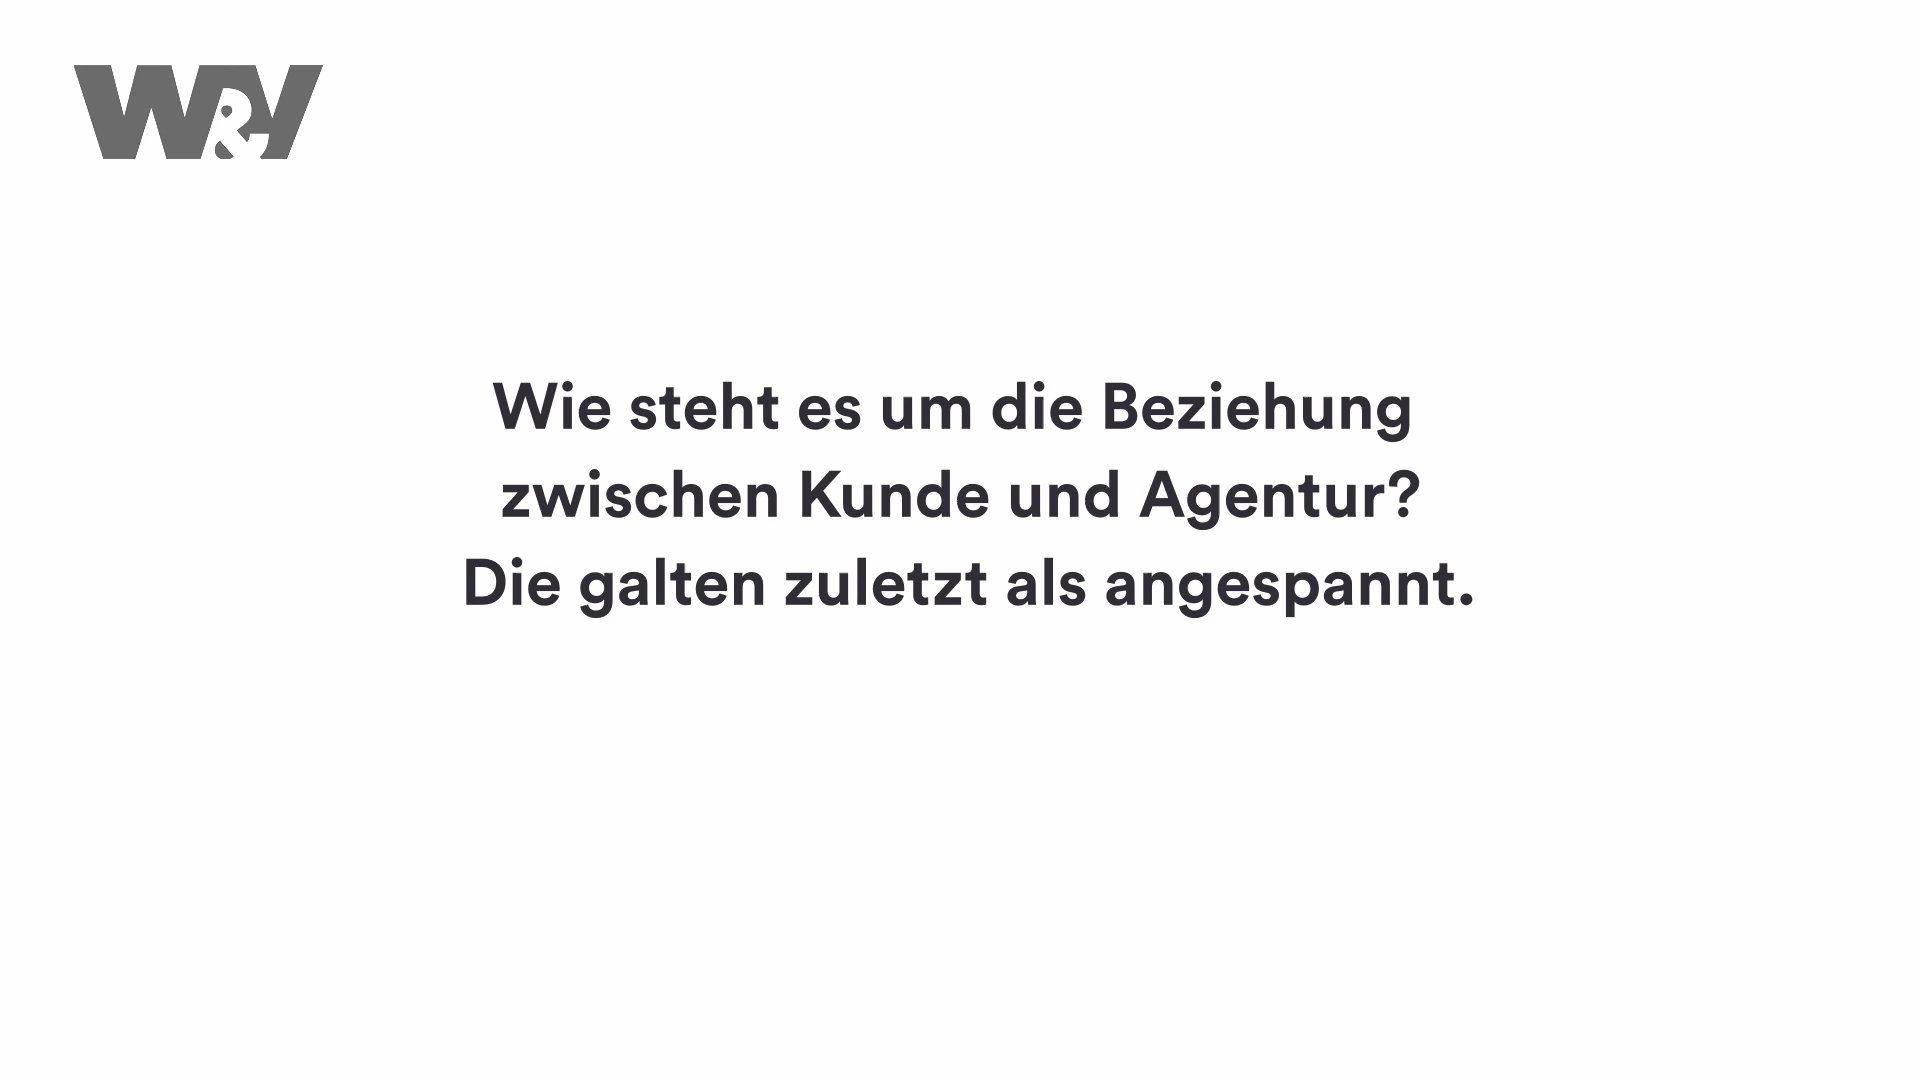 W&V
Wie steht es um die Beziehung
zwischen Kunde und Agentur?
Die galten zuletzt als angespannt.